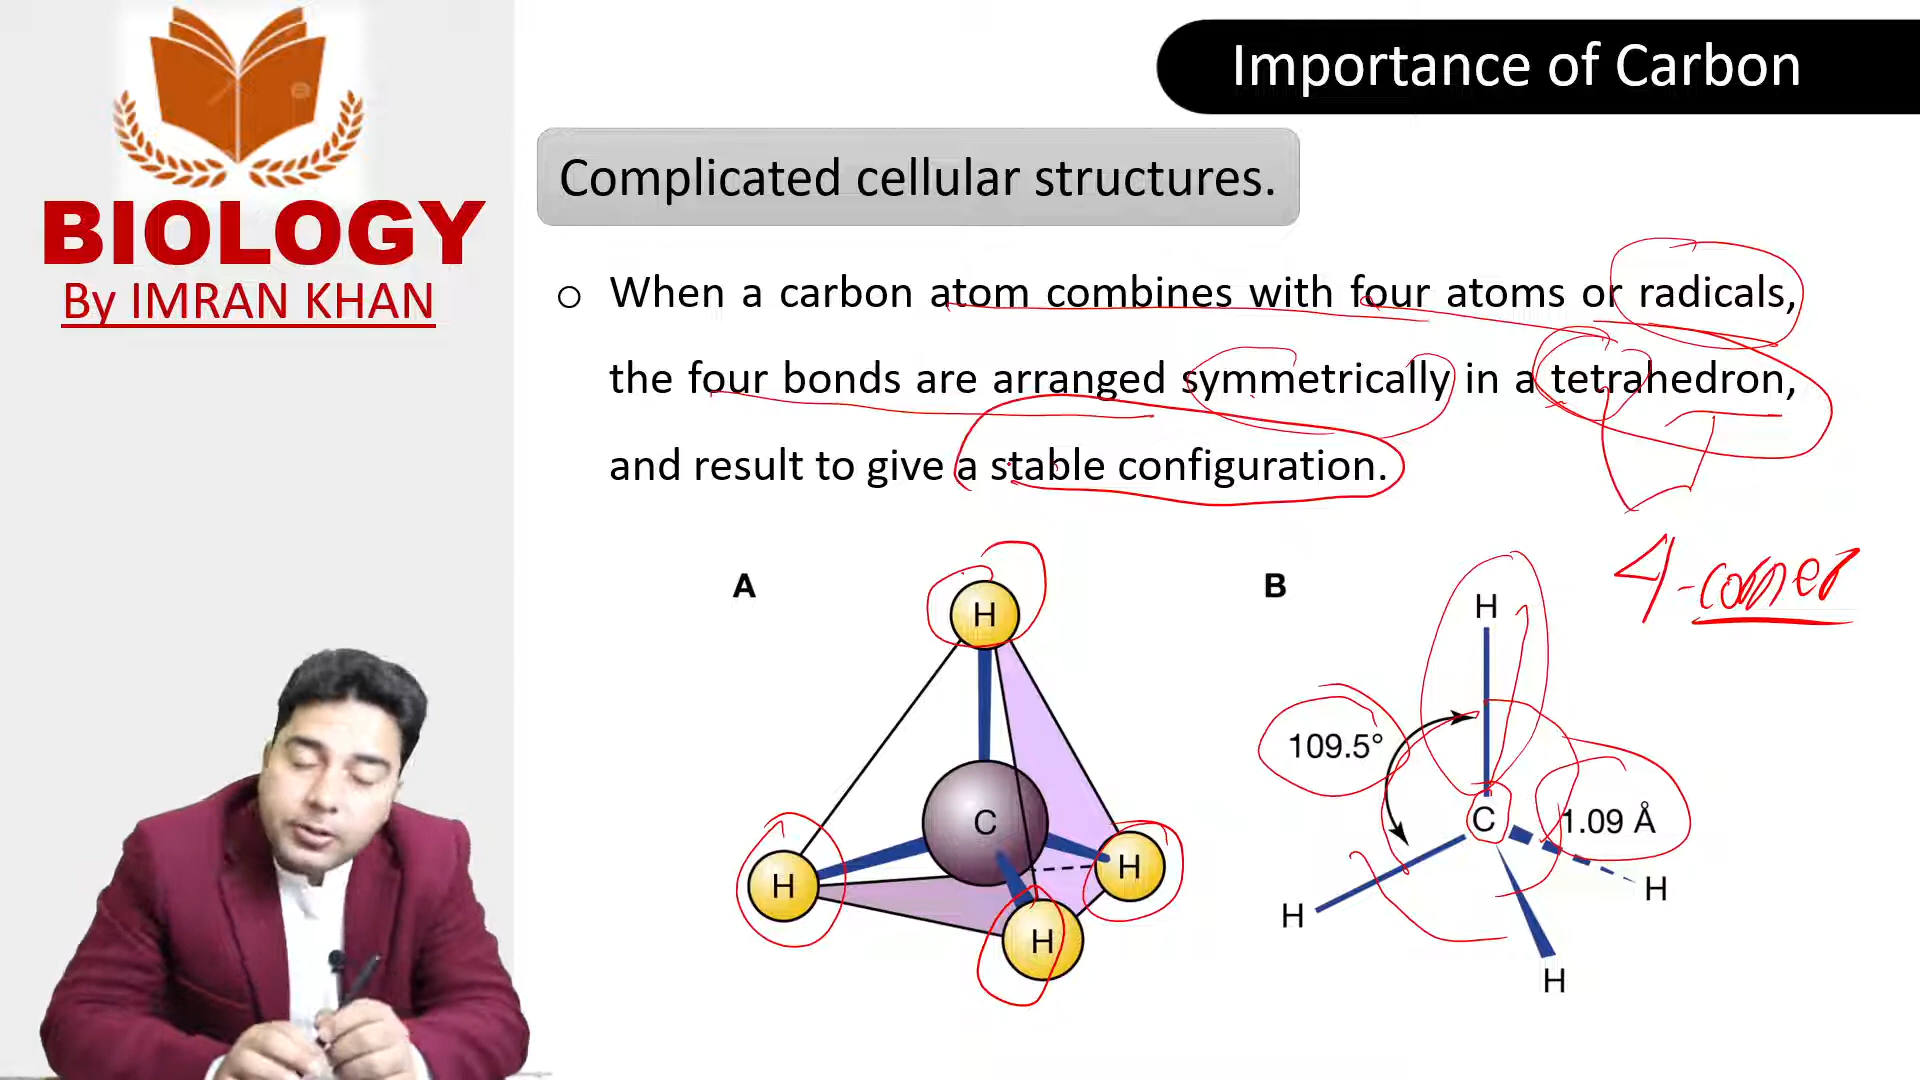 BIOLOGY
By IMRAN KHAN
Importance of Carbon
Complicated cellular structures.
○ When a carbon atom combines with four atoms or radicals,
the four bonds are arranged symmetrically in a tetrahedron,
and result to give a stable configuration.
4-corner
A
H
C
H
H
H
B
H
109.5°
C
1.09 Å
H
H
H